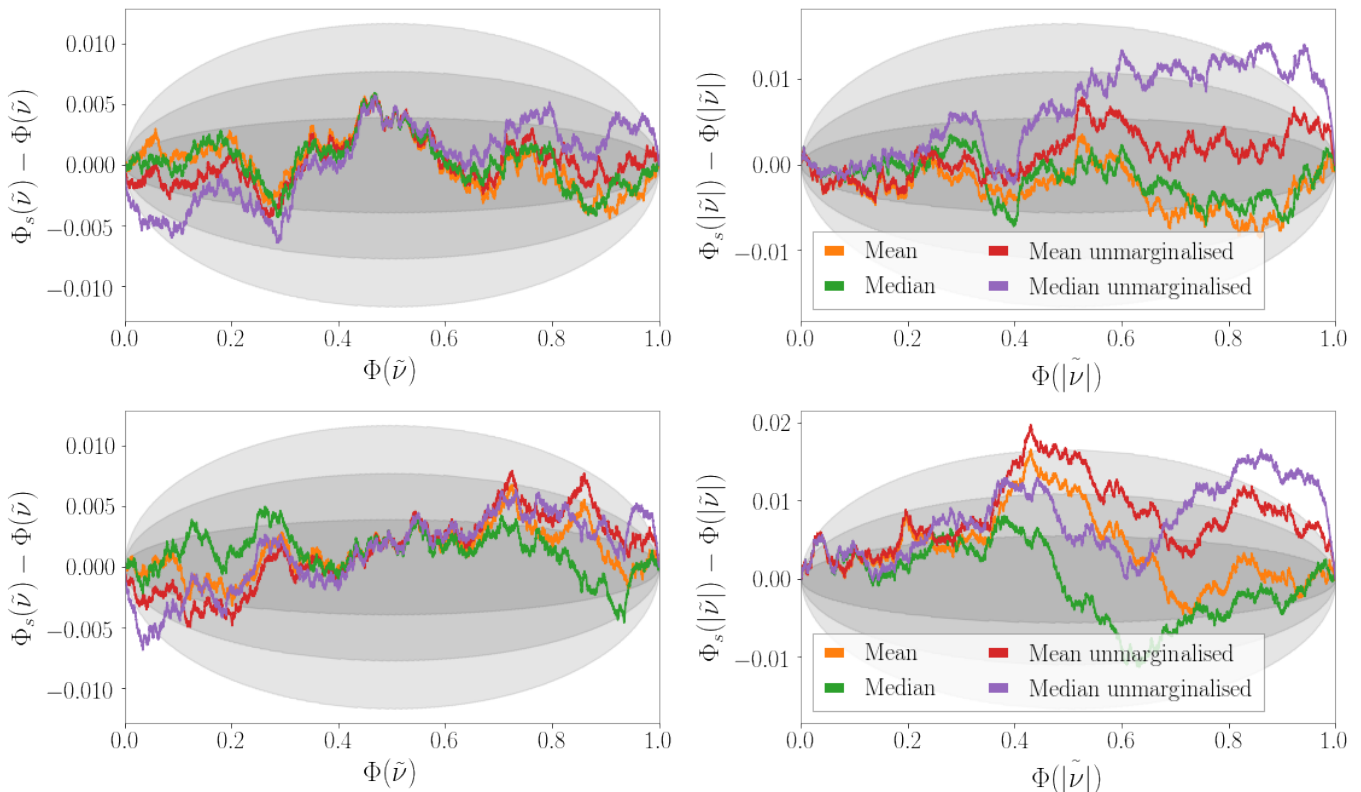 0.010
0.005
0.000
−0.005
−0.010
Φ_s(ν̃) − Φ(ν̃)
0.0 0.2 0.4 0.6 0.8 1.0
Φ(ν̃)
0.01
0.00
−0.01
Φ_s(|ν̃|) − Φ(|ν̃|)
Mean Mean unmarginalised
Median Median unmarginalised
0.0 0.2 0.4 0.6 0.8 1.0
Φ(|ν̃|)
0.010
0.005
0.000
−0.005
−0.010
Φ_s(ν̃) − Φ(ν̃)
0.0 0.2 0.4 0.6 0.8 1.0
Φ(ν̃)
0.02
0.01
0.00
−0.01
Φ_s(|ν̃|) − Φ(|ν̃|)
Mean Mean unmarginalised
Median Median unmarginalised
0.0 0.2 0.4 0.6 0.8 1.0
Φ(|ν̃|)